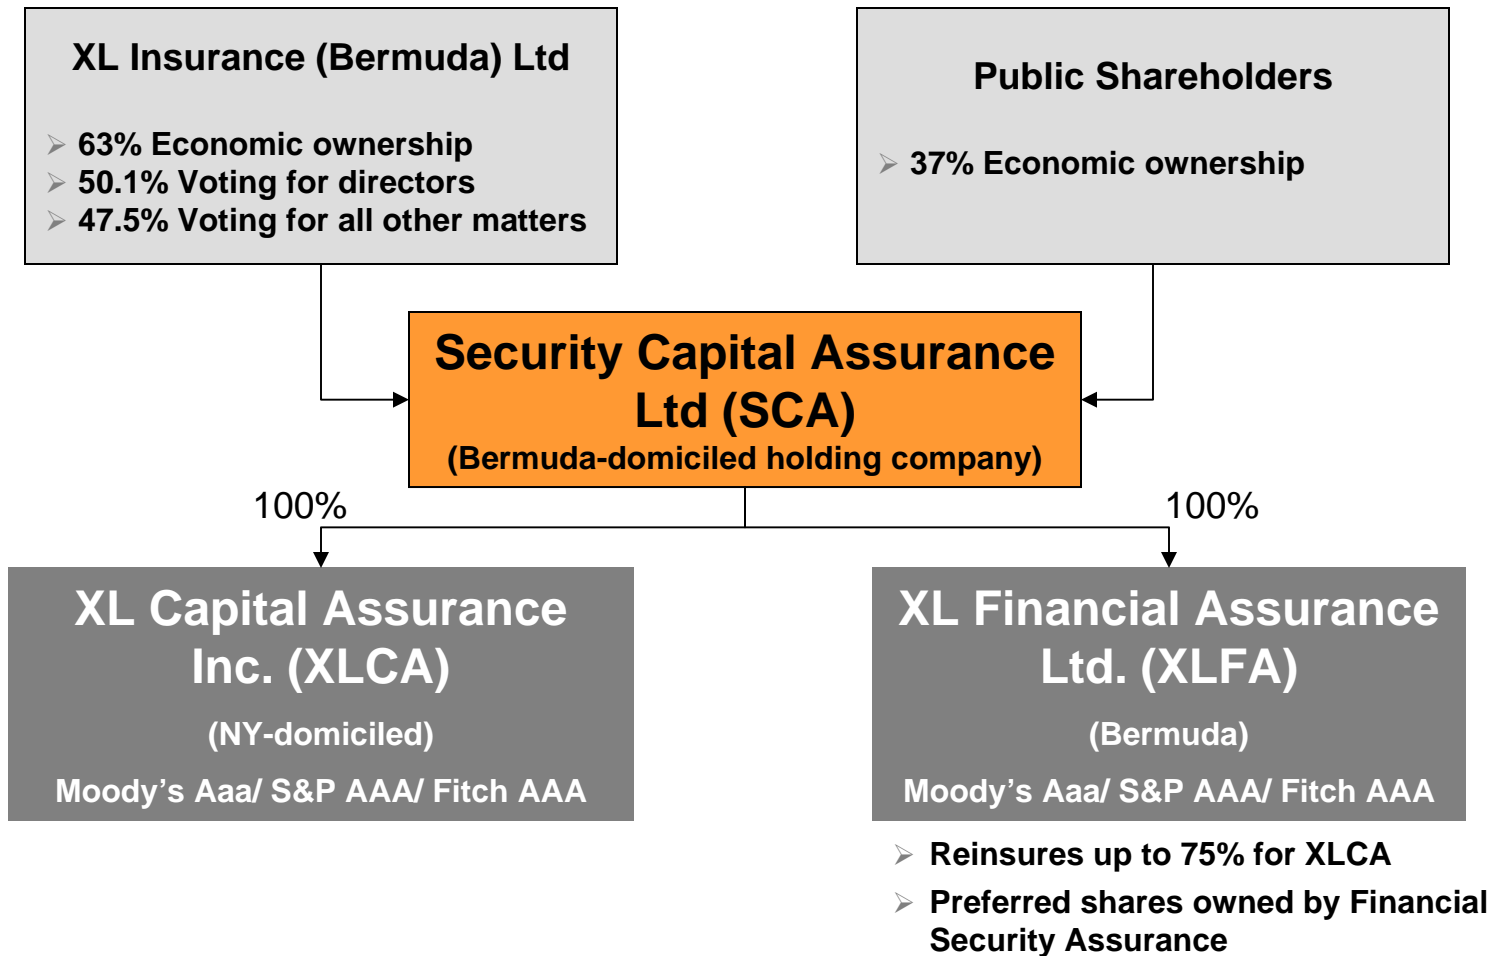 XL Insurance (Bermuda) Ltd
➢ 63% Economic ownership
➢ 50.1% Voting for directors
➢ 47.5% Voting for all other matters
Public Shareholders
➢ 37% Economic ownership
Security Capital Assurance
Ltd (SCA)
(Bermuda-domiciled holding company)
100%
100%
XL Capital Assurance
Inc. (XLCA)
(NY-domiciled)
Moody’s Aaa/ S&P AAA/ Fitch AAA
XL Financial Assurance
Ltd. (XLFA)
(Bermuda)
Moody’s Aaa/ S&P AAA/ Fitch AAA
➢ Reinsures up to 75% for XLCA
➢ Preferred shares owned by Financial
Security Assurance